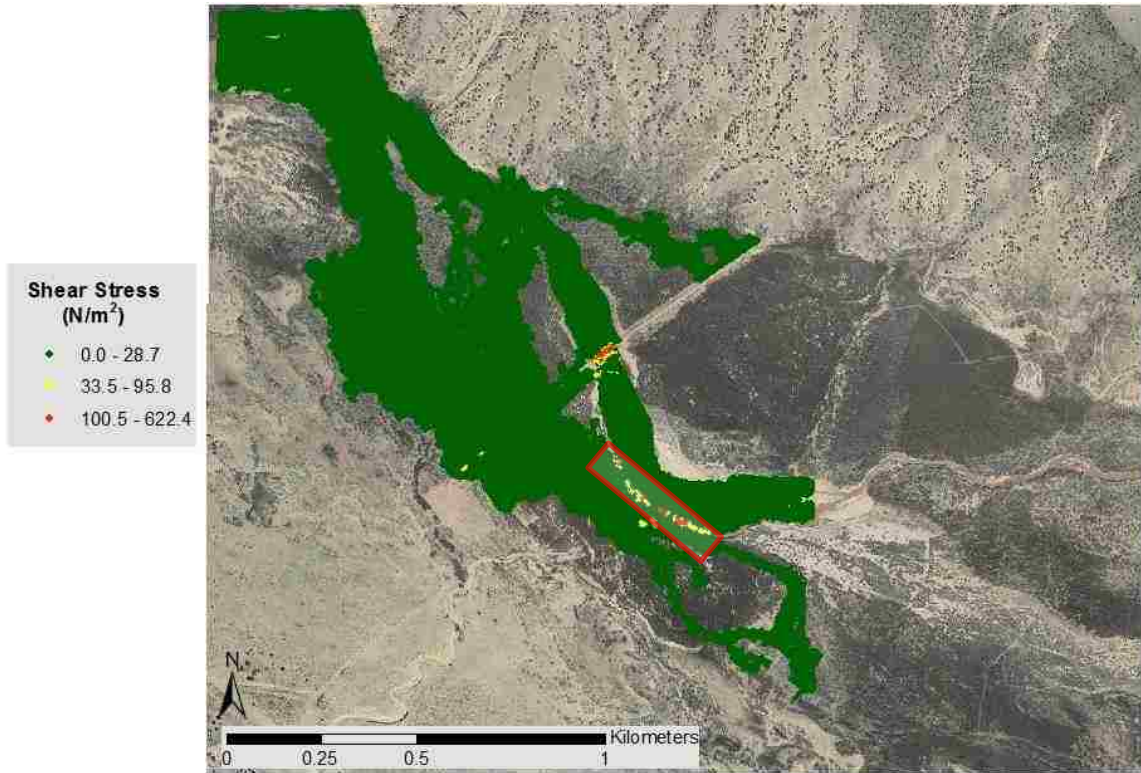 Shear Stress
(N/m²)
0.0 - 28.7
33.5 - 95.8
100.5 - 622.4
N
Kilometers
0 0.25 0.5 1